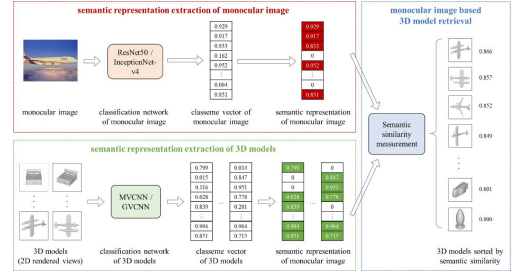 semantic representation extraction of monocular image
ResNet50 /
InceptionNet-
v4
0.929
0.917
0.833
0.162
0.952
⋮
0.004
0.851
0.929
0.917
0.833
0
0.952
⋮
0
0.851
monocular image
classification network
of monocular image
classeme vector of
monocular image
semantic representation
of monocular image
semantic representation extraction of 3D models
MVCNN /
GVCNN
0.799
0.015
0.116
0.628
0.839
⋮
0.994
0.851
...
0.034
0.847
0.951
0.778
0.201
⋮
0.964
0.715
0.799
0
0
0.628
0.839
⋮
0.994
0.851
...
0
0.847
0.951
0.778
0
⋮
0.964
0.715
3D models
(2D rendered views)
classification network
of 3D models
classeme vector
of 3D models
semantic representation
of monocular image
monocular image based
3D model retrieval
Semantic
similarity
measurement
0.866
0.857
0.852
0.849
⋮
0.001
0.000
3D models sorted by
semantic similarity